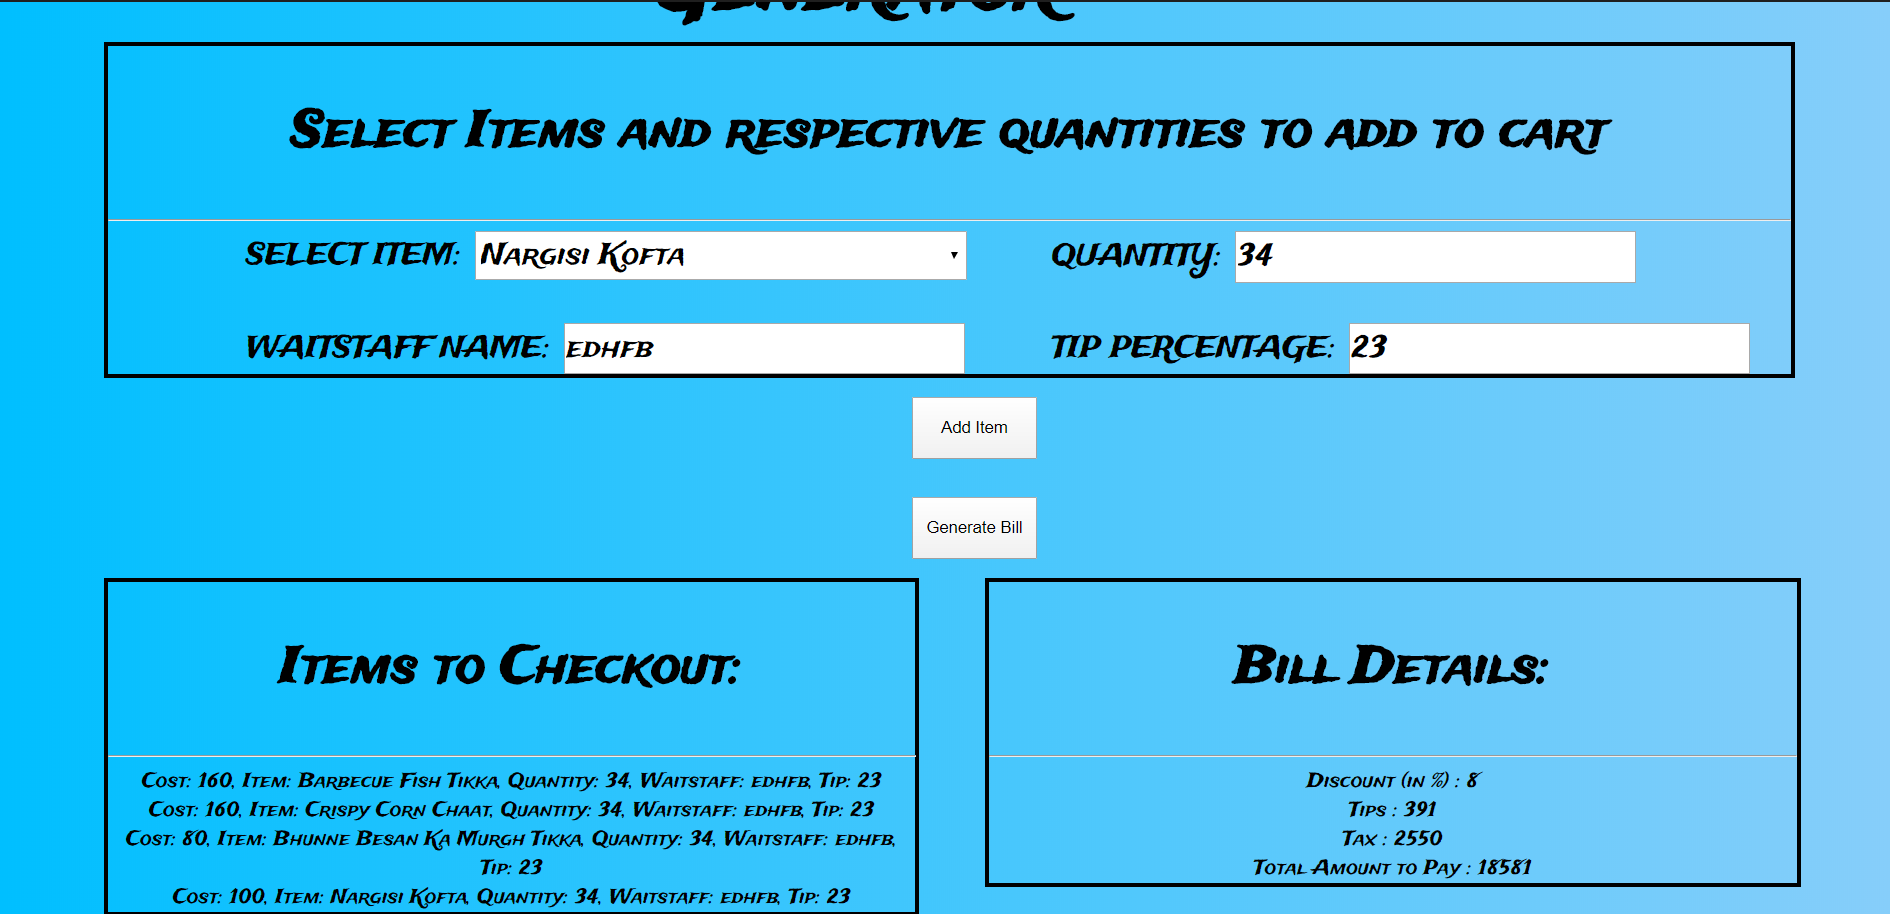 Generator
Select Items and respective quantities to add to cart
SELECT ITEM: Nargisi Kofta
QUANTITY: 34
WAITSTAFF NAME: edhfb
TIP PERCENTAGE: 23
Add Item
Generate Bill
Items to Checkout:
Cost: 160, Item: Barbecue Fish Tikka, Quantity: 34, Waitstaff: edhfb, Tip: 23
Cost: 160, Item: Crispy Corn Chaat, Quantity: 34, Waitstaff: edhfb, Tip: 23
Cost: 80, Item: Bhunne Besan Ka Murgh Tikka, Quantity: 34, Waitstaff: edhfb,
Tip: 23
Cost: 100, Item: Nargisi Kofta, Quantity: 34, Waitstaff: edhfb, Tip: 23
Bill Details:
Discount (in %) : 8
Tips : 391
Tax : 2550
Total Amount to Pay : 18581